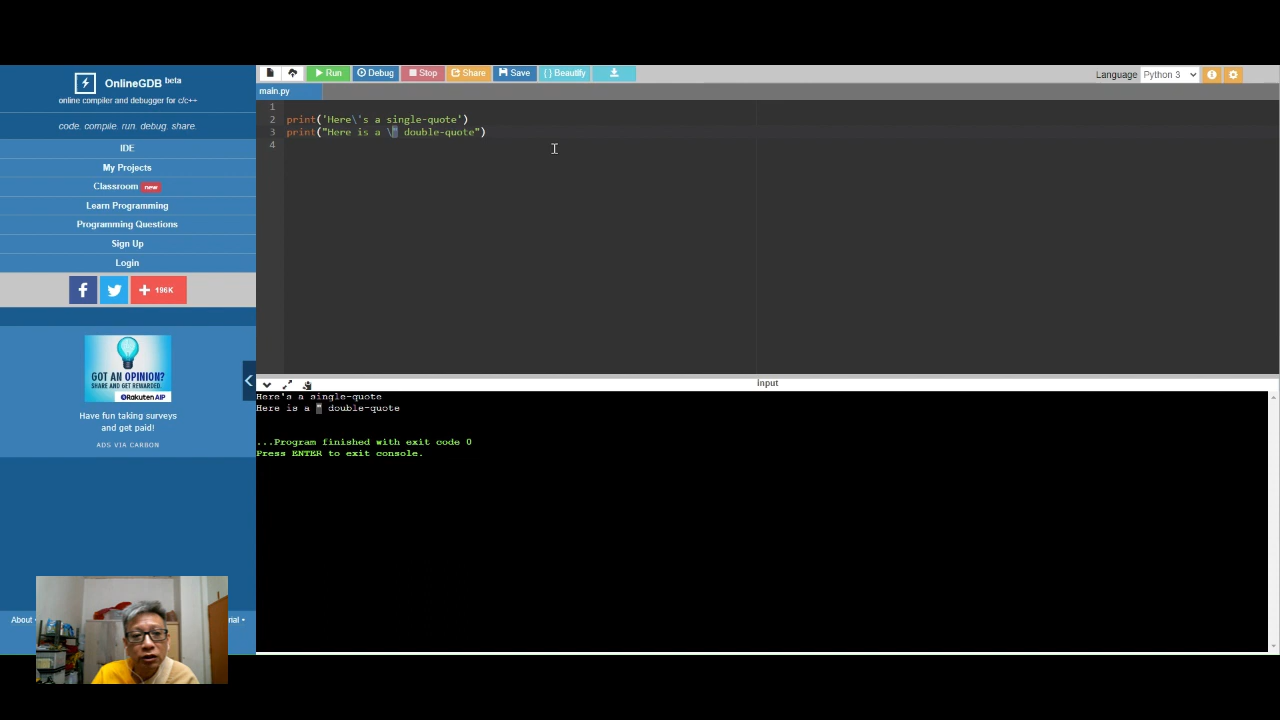 OnlineGDB beta
online compiler and debugger for c/c++
code. compile. run. debug. share.
IDE
My Projects
Classroom new
Learn Programming
Programming Questions
Sign Up
Login
196K
GOT AN OPINION?
SHARE AND GET REWARDED.
Rakuten AIP
Have fun taking surveys
and get paid!
ADS VIA CARBON
About •
Run Debug Stop Share Save { } Beautify
Language Python 3
main.py
1
2 print('Here\'s a single-quote')
3 print("Here is a \" double-quote")
4
input
Here's a single-quote
Here is a " double-quote
...Program finished with exit code 0
Press ENTER to exit console.